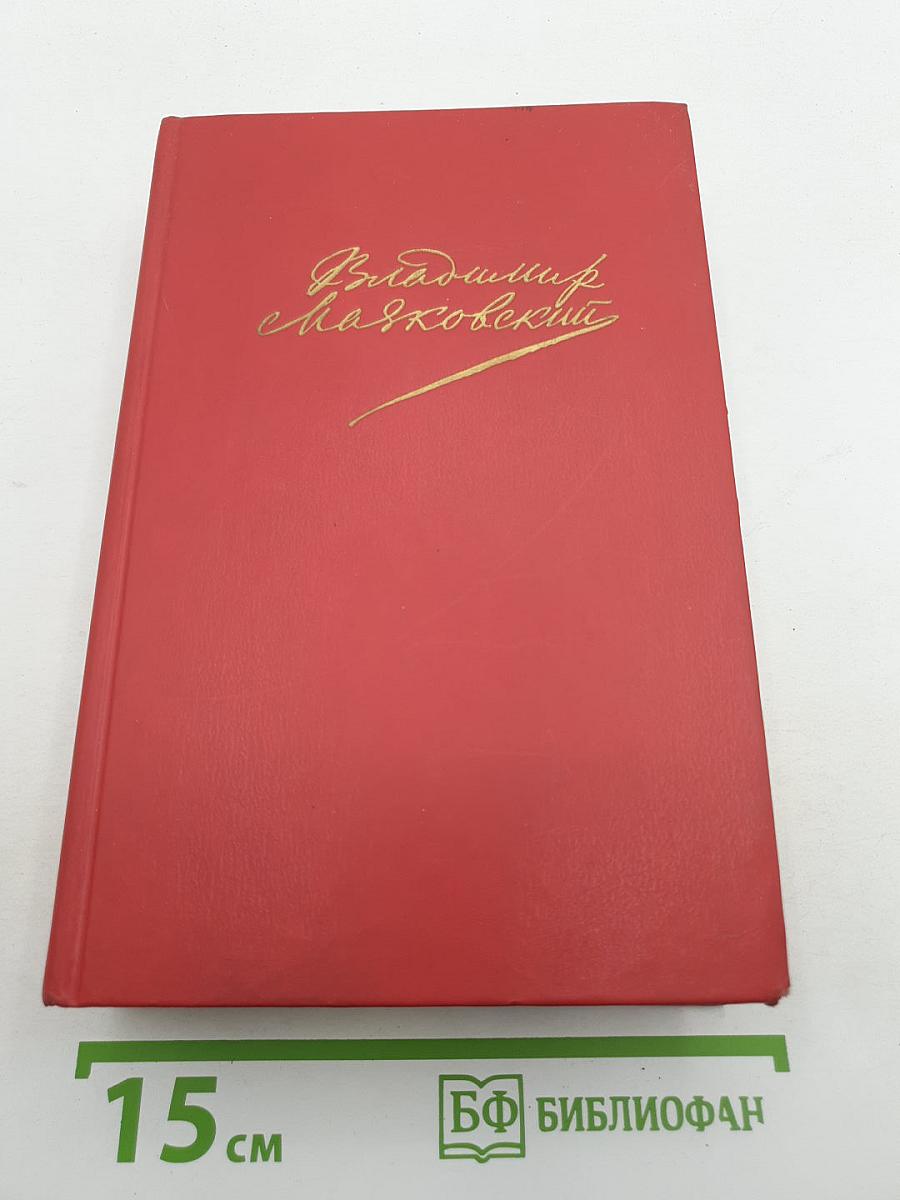 Владимир
Маяковский
15 см
БФ БИБЛИОФАН